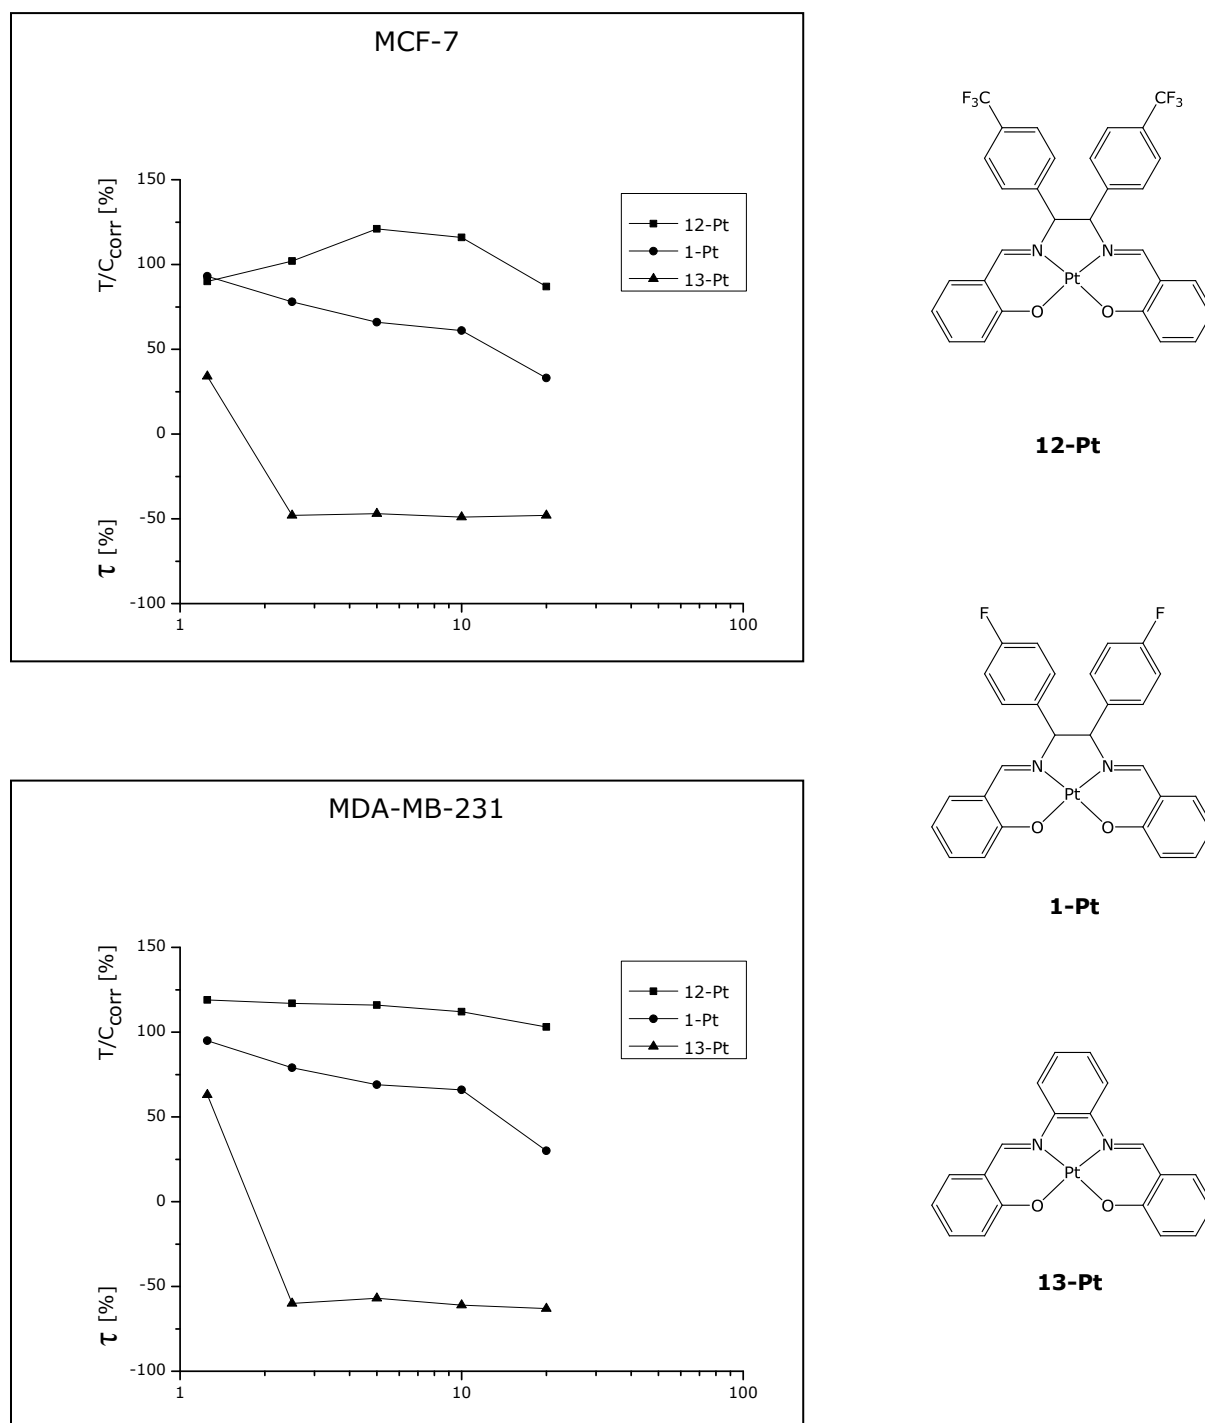 MCF-7
T/Ccorr [%]
τ [%]
150
100
50
0
-50
-100
1
10
100
12-Pt
1-Pt
13-Pt
F3C
CF3
N
N
Pt
O
O
12-Pt
F
F
N
N
Pt
O
O
1-Pt
MDA-MB-231
T/Ccorr [%]
τ [%]
150
100
50
0
-50
-100
1
10
100
12-Pt
1-Pt
13-Pt
N
N
Pt
O
O
13-Pt